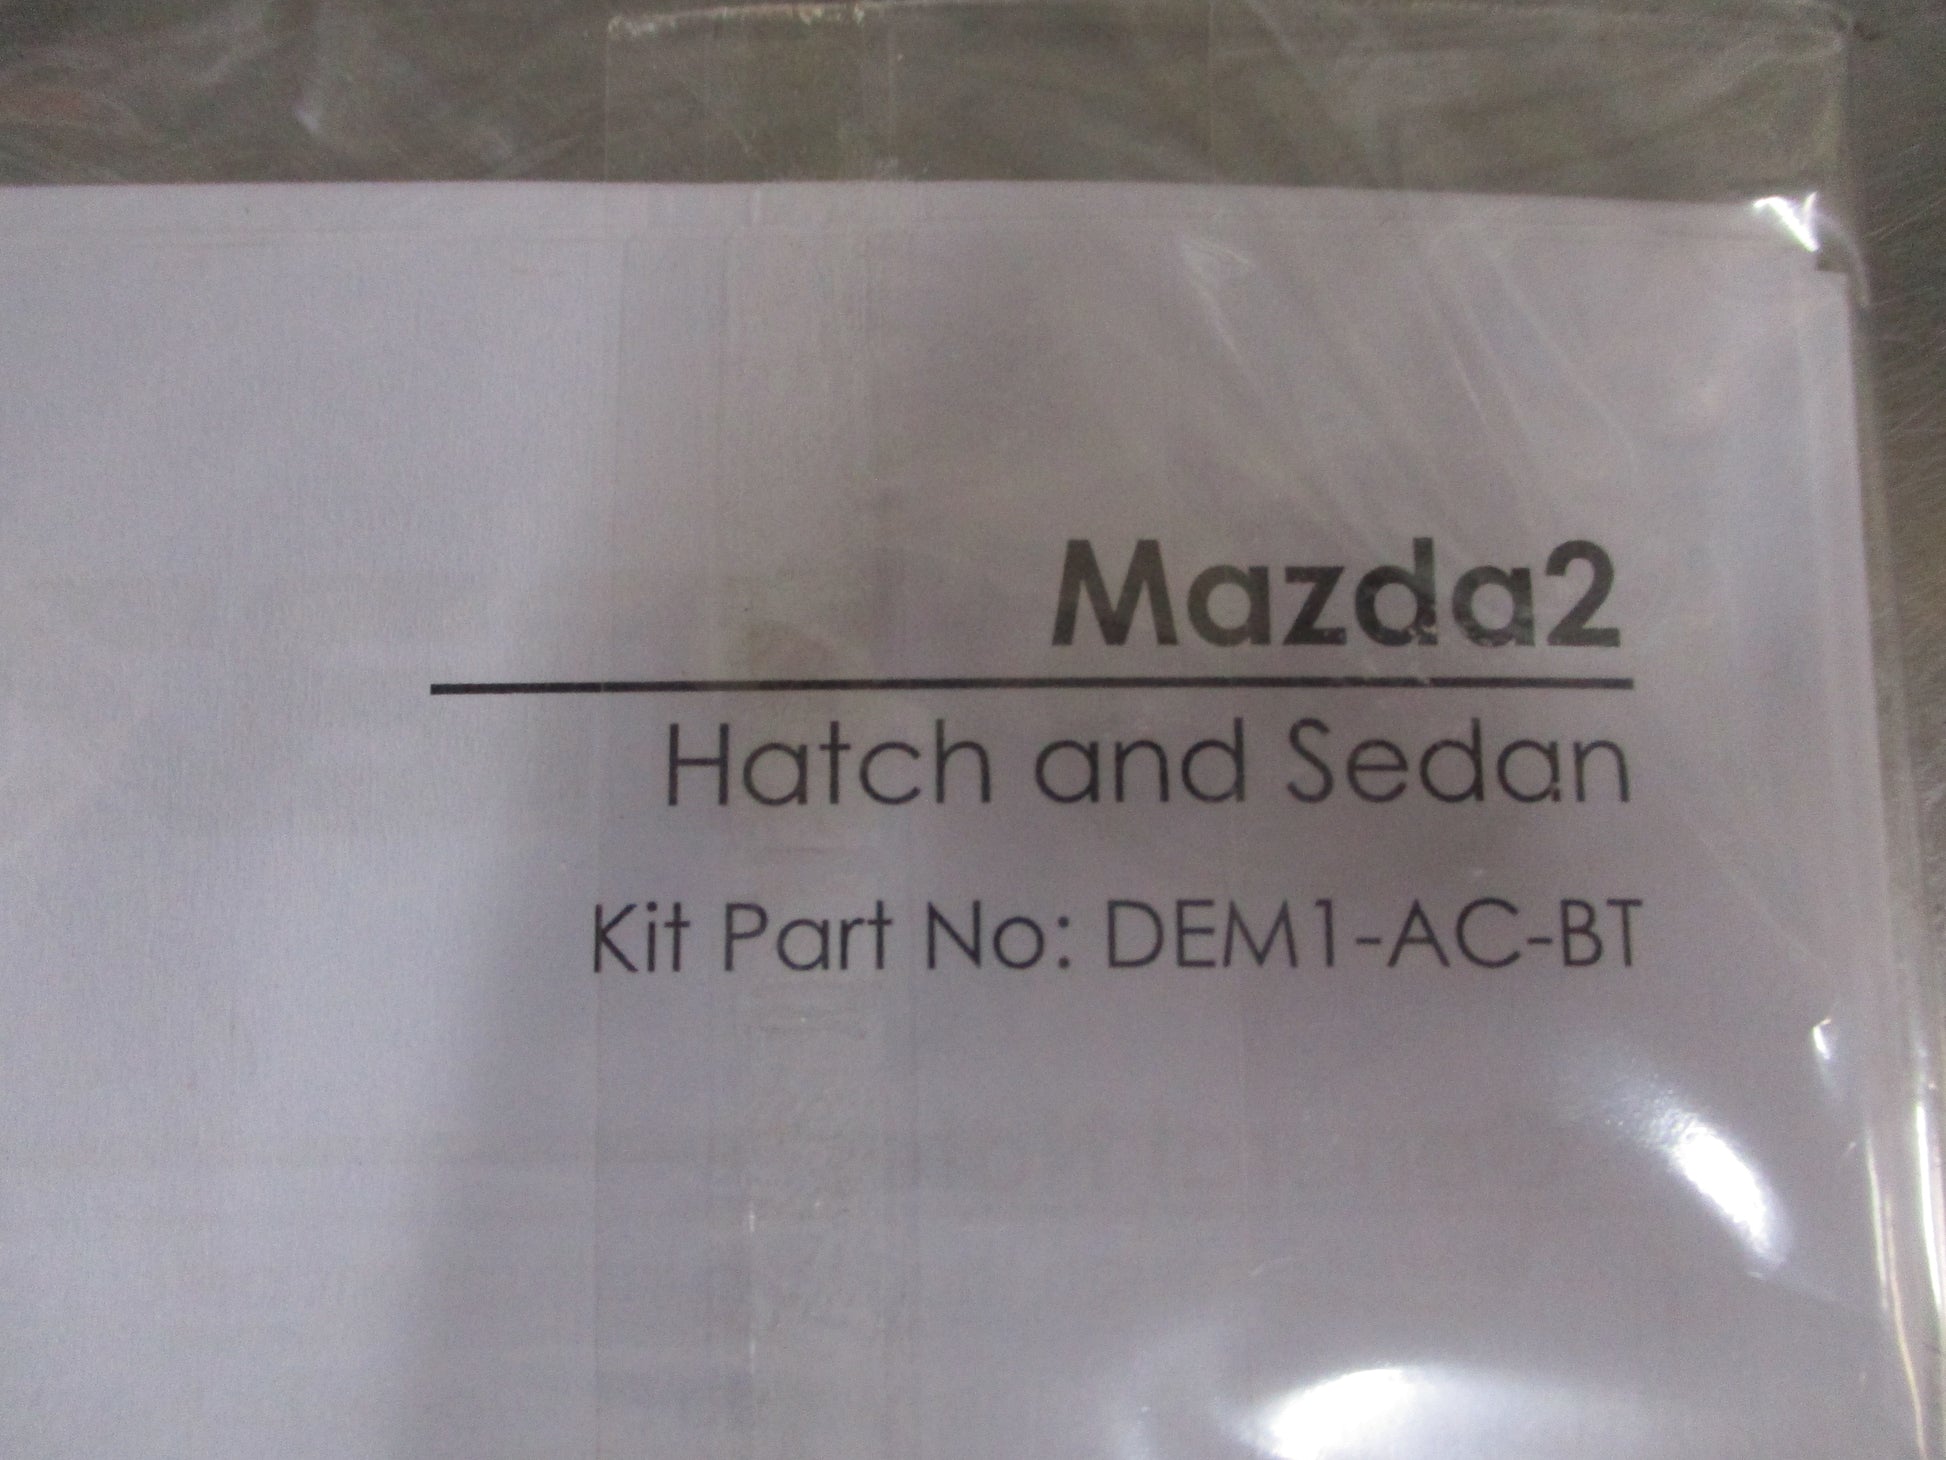 Mazda2
Hatch and Sedan
Kit Part No: DEM1-AC-BT